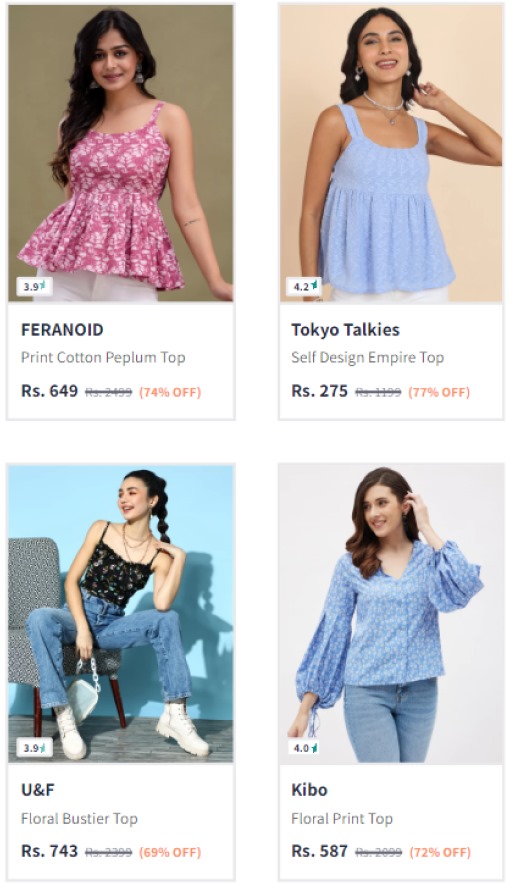 3.9
4.2
FERANOID
Tokyo Talkies
Print Cotton Peplum Top
Self Design Empire Top
Rs. 649 Rs. 2499 (74% OFF)
Rs. 275 Rs. 1199 (77% OFF)
3.9
4.0
U&F
Kibo
Floral Bustier Top
Floral Print Top
Rs. 743 Rs. 2399 (69% OFF)
Rs. 587 Rs. 2099 (72% OFF)